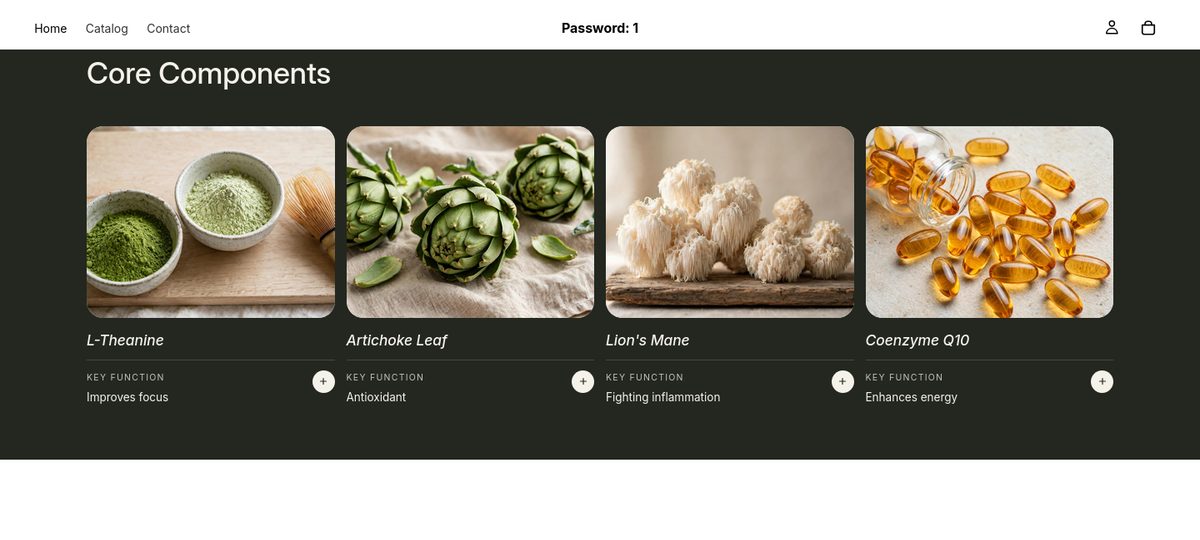 Home Catalog Contact
Password: 1
Core Components
L-Theanine
KEY FUNCTION
Improves focus
+
Artichoke Leaf
KEY FUNCTION
Antioxidant
+
Lion's Mane
KEY FUNCTION
Fighting inflammation
+
Coenzyme Q10
KEY FUNCTION
Enhances energy
+